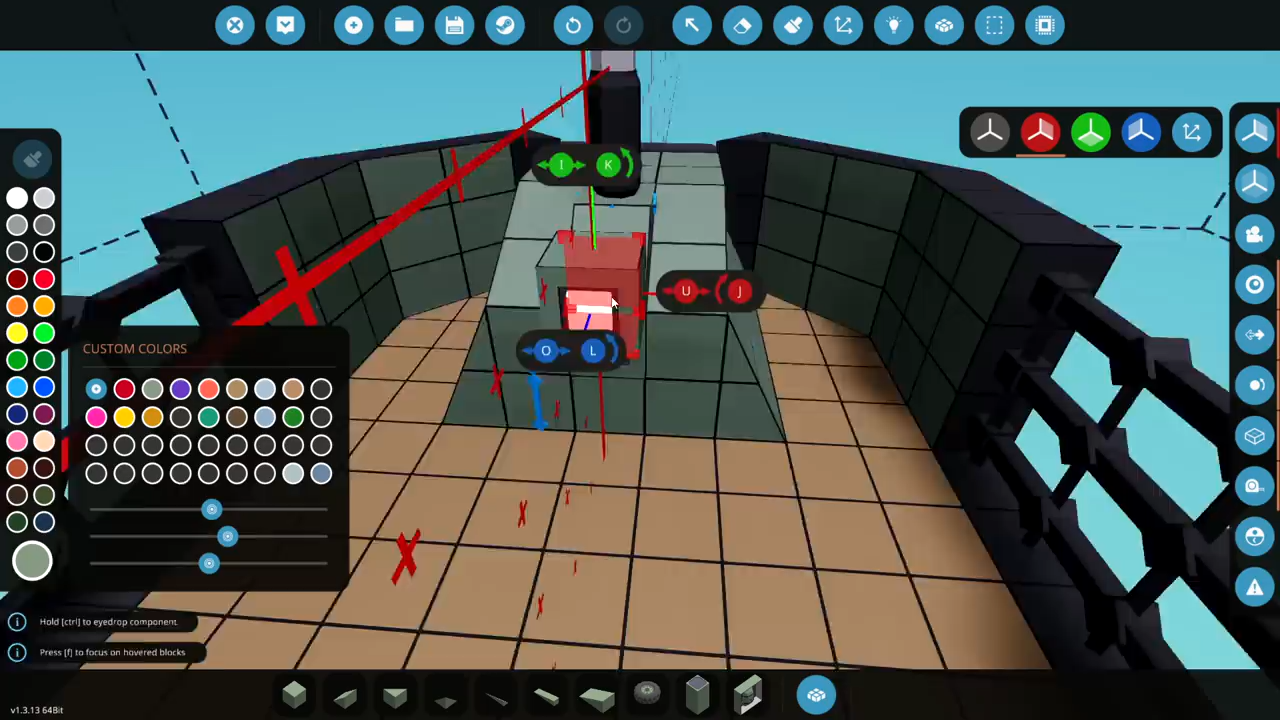 I K
U J
CUSTOM COLORS
O L
Hold [ctrl] to eyedrop component.
Press [f] to focus on hovered blocks
v1.3.13 64Bit